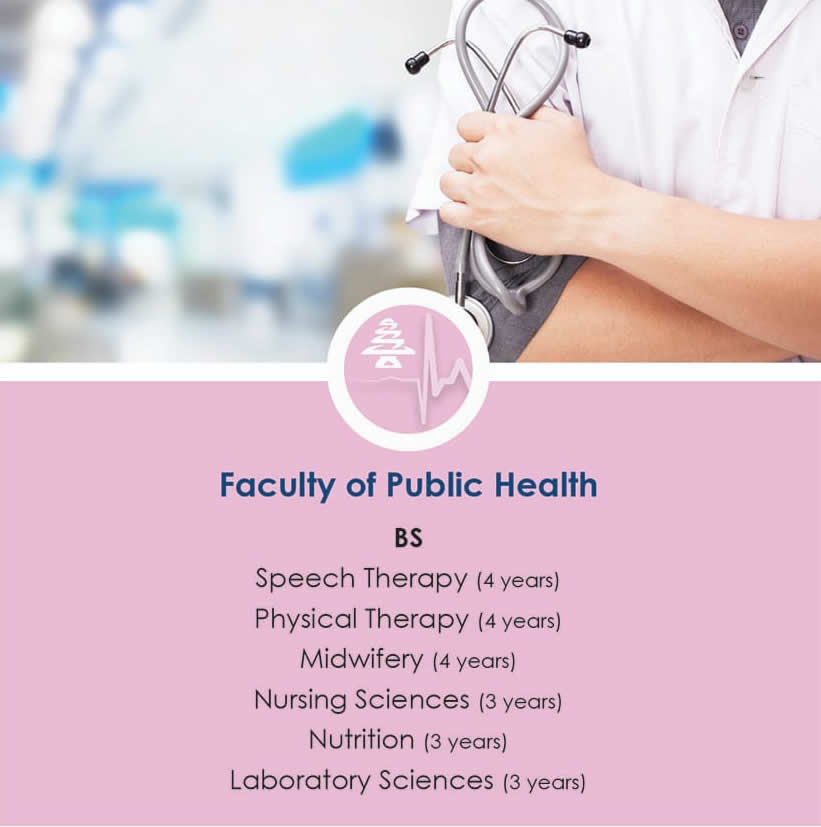 Faculty of Public Health
BS
Speech Therapy (4 years)
Physical Therapy (4 years)
Midwifery (4 years)
Nursing Sciences (3 years)
Nutrition (3 years)
Laboratory Sciences (3 years)